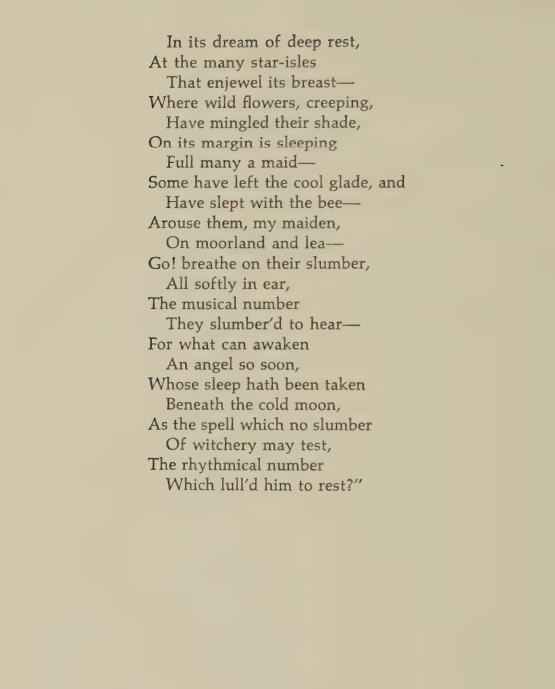 In its dream of deep rest,
At the many star-isles
That enjewel its breast—
Where wild flowers, creeping,
Have mingled their shade,
On its margin is sleeping
Full many a maid—
Some have left the cool glade, and
Have slept with the bee—
Arouse them, my maiden,
On moorland and lea—
Go! breathe on their slumber,
All softly in ear,
The musical number
They slumber'd to hear—
For what can awaken
An angel so soon,
Whose sleep hath been taken
Beneath the cold moon,
As the spell which no slumber
Of witchery may test,
The rhythmical number
Which lull'd him to rest?"